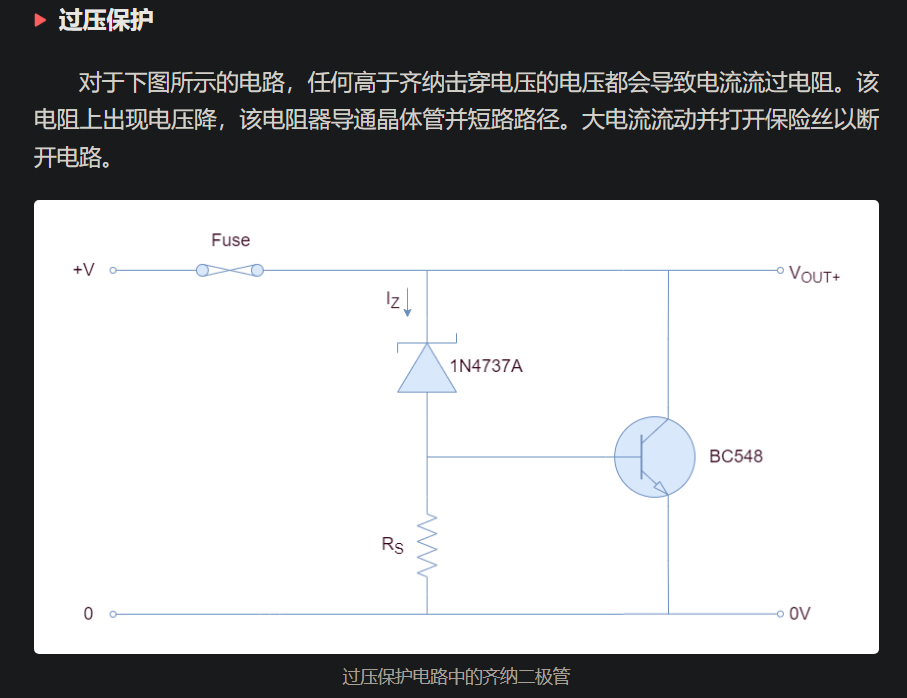 过压保护
对于下图所示的电路，任何高于齐纳击穿电压的电压都会导致电流流过电阻。该
电阻上出现电压降，该电阻器导通晶体管并短路路径。大电流流动并打开保险丝以断
开电路。
Fuse
+V
VOUT+
IZ
1N4737A
BC548
RS
0
0V
过压保护电路中的齐纳二极管